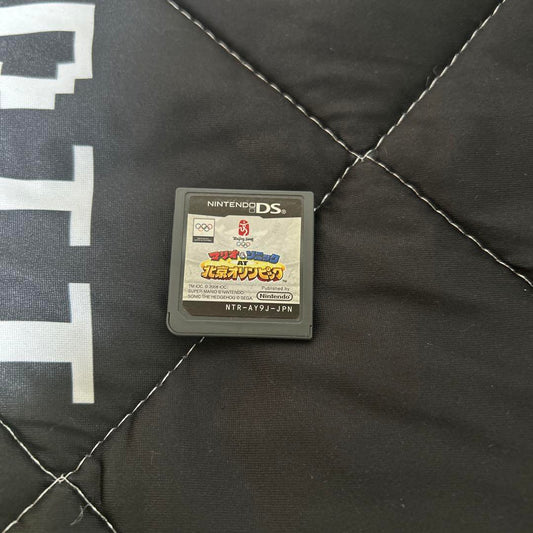 NINTENDO DS
Beijing 2008
マリオ&ソニック
AT
北京オリンピック
TM IOC. © 2008 IOC.
SUPER MARIO © NINTENDO.
SONIC THE HEDGEHOG © SEGA.
Published by
Nintendo
NTR-AY9J-JPN